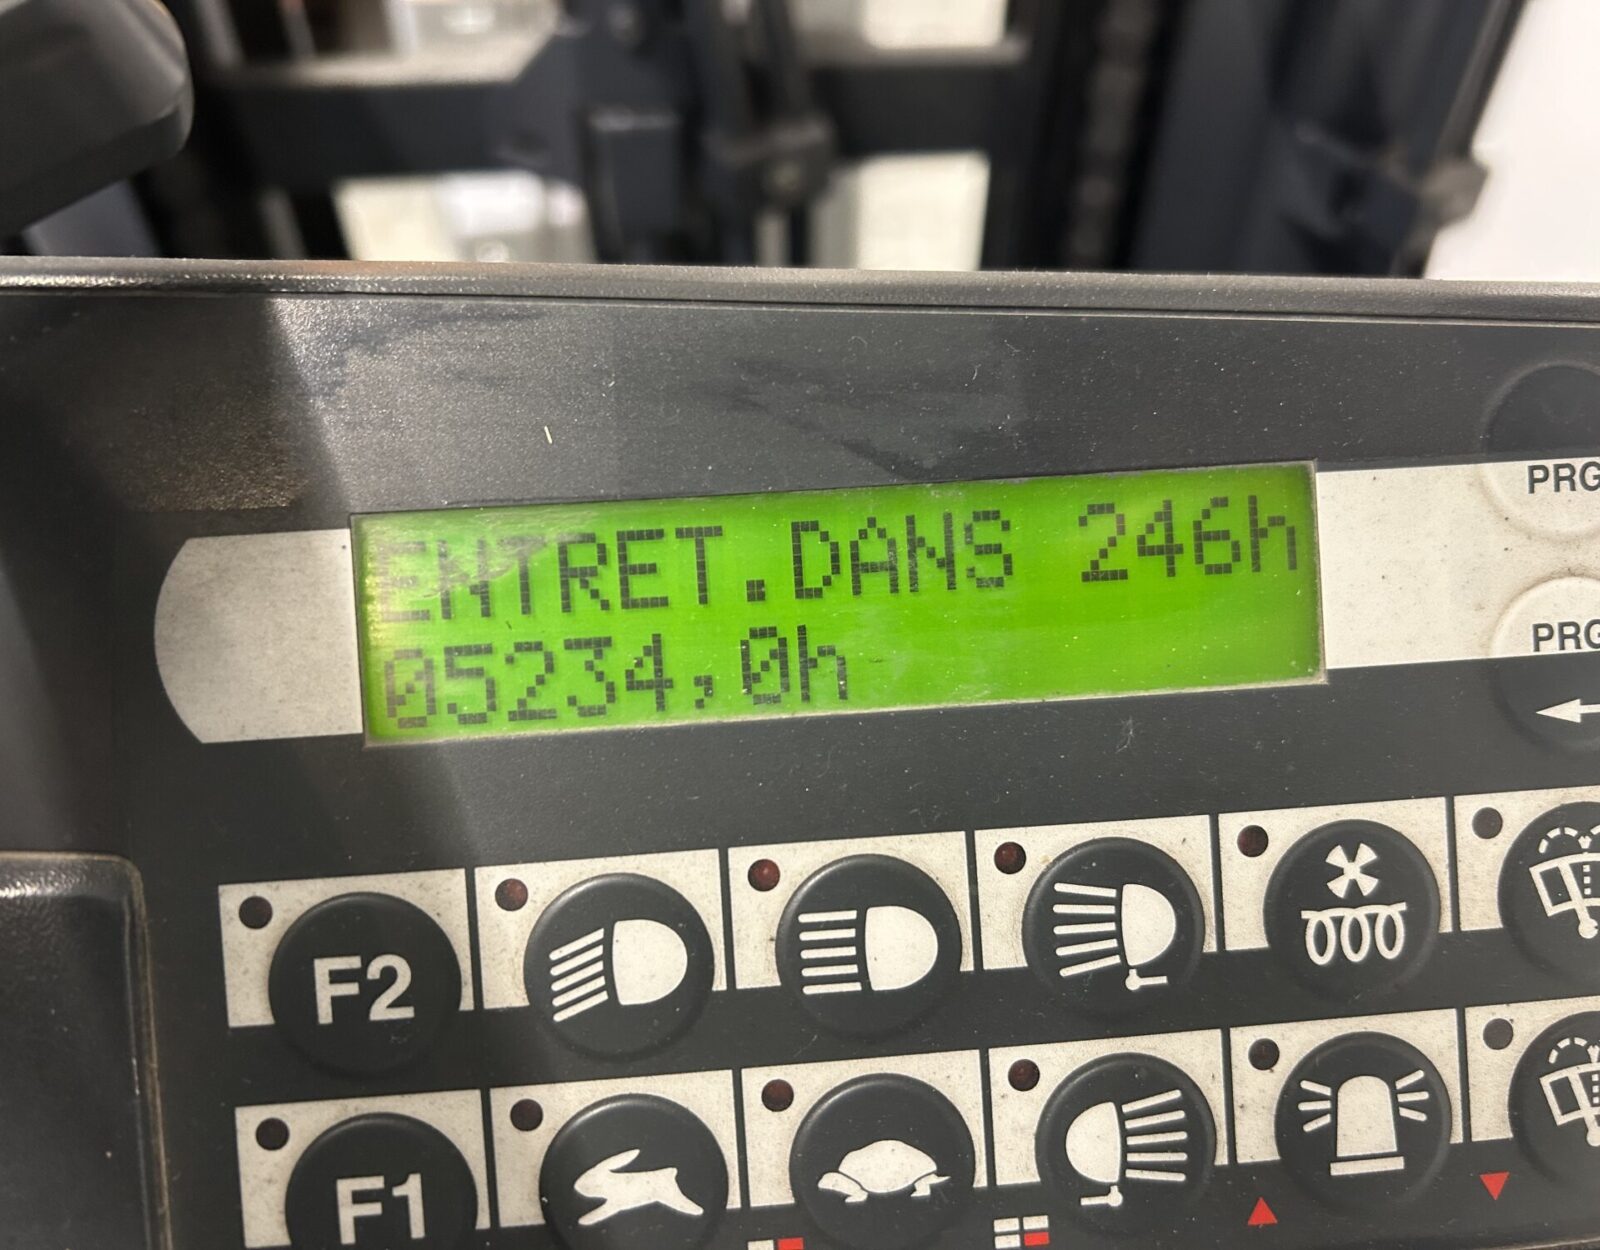 ENTRET.DANS 246h
05234,0h
PRG
PRG
F2
F1